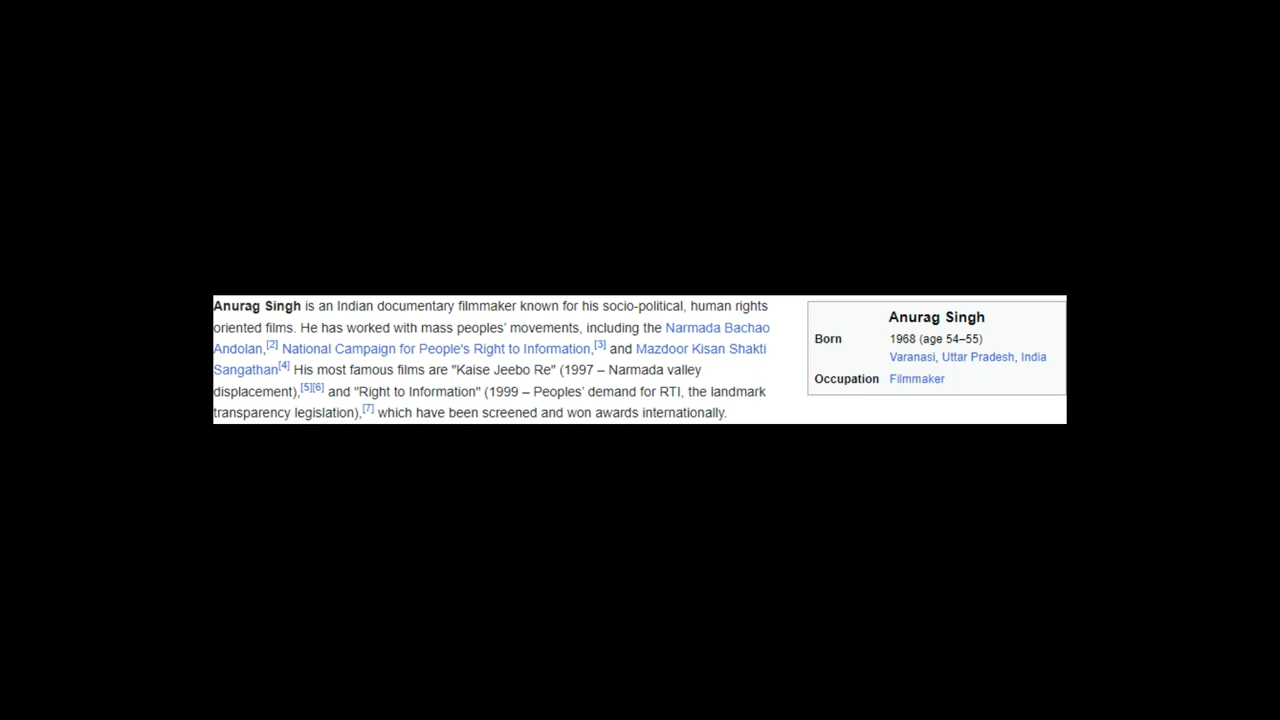 Anurag Singh is an Indian documentary filmmaker known for his socio-political, human rights
oriented films. He has worked with mass peoples’ movements, including the Narmada Bachao
Andolan,[2] National Campaign for People's Right to Information,[3] and Mazdoor Kisan Shakti
Sangathan[4] His most famous films are "Kaise Jeebo Re" (1997 – Narmada valley
displacement),[5][6] and "Right to Information" (1999 – Peoples’ demand for RTI, the landmark
transparency legislation),[7] which have been screened and won awards internationally.
Anurag Singh
Born 1968 (age 54–55)
Varanasi, Uttar Pradesh, India
Occupation Filmmaker